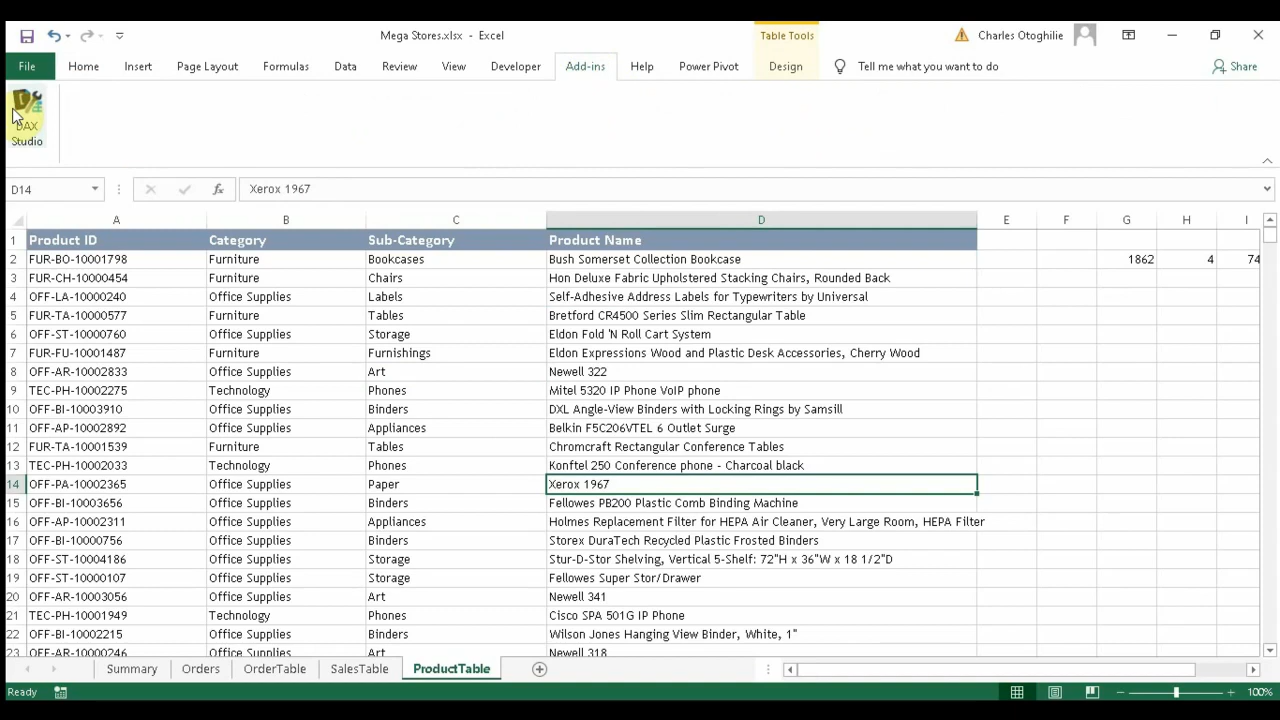 Mega Stores.xlsx - Excel
Table Tools
Charles Otoghilie
File Home Insert Page Layout Formulas Data Review View Developer Add-ins Help Power Pivot Design Tell me what you want to do Share
DAX
Studio
D14 fx Xerox 1967
A B C D E F G H I
1 Product ID Category Sub-Category Product Name
2 FUR-BO-10001798 Furniture Bookcases Bush Somerset Collection Bookcase 1862 4 74
3 FUR-CH-10000454 Furniture Chairs Hon Deluxe Fabric Upholstered Stacking Chairs, Rounded Back
4 OFF-LA-10000240 Office Supplies Labels Self-Adhesive Address Labels for Typewriters by Universal
5 FUR-TA-10000577 Furniture Tables Bretford CR4500 Series Slim Rectangular Table
6 OFF-ST-10000760 Office Supplies Storage Eldon Fold 'N Roll Cart System
7 FUR-FU-10001487 Furniture Furnishings Eldon Expressions Wood and Plastic Desk Accessories, Cherry Wood
8 OFF-AR-10002833 Office Supplies Art Newell 322
9 TEC-PH-10002275 Technology Phones Mitel 5320 IP Phone VoIP phone
10 OFF-BI-10003910 Office Supplies Binders DXL Angle-View Binders with Locking Rings by Samsill
11 OFF-AP-10002892 Office Supplies Appliances Belkin F5C206VTEL 6 Outlet Surge
12 FUR-TA-10001539 Furniture Tables Chromcraft Rectangular Conference Tables
13 TEC-PH-10002033 Technology Phones Konftel 250 Conference phone - Charcoal black
14 OFF-PA-10002365 Office Supplies Paper Xerox 1967
15 OFF-BI-10003656 Office Supplies Binders Fellowes PB200 Plastic Comb Binding Machine
16 OFF-AP-10002311 Office Supplies Appliances Holmes Replacement Filter for HEPA Air Cleaner, Very Large Room, HEPA Filter
17 OFF-BI-10000756 Office Supplies Binders Storex DuraTech Recycled Plastic Frosted Binders
18 OFF-ST-10004186 Office Supplies Storage Stur-D-Stor Shelving, Vertical 5-Shelf: 72"H x 36"W x 18 1/2"D
19 OFF-ST-10000107 Office Supplies Storage Fellowes Super Stor/Drawer
20 OFF-AR-10003056 Office Supplies Art Newell 341
21 TEC-PH-10001949 Technology Phones Cisco SPA 501G IP Phone
22 OFF-BI-10002215 Office Supplies Binders Wilson Jones Hanging View Binder, White, 1"
23 OFF-AR-10000246 Office Supplies Art Newell 318
Summary Orders OrderTable SalesTable ProductTable
Ready 100%